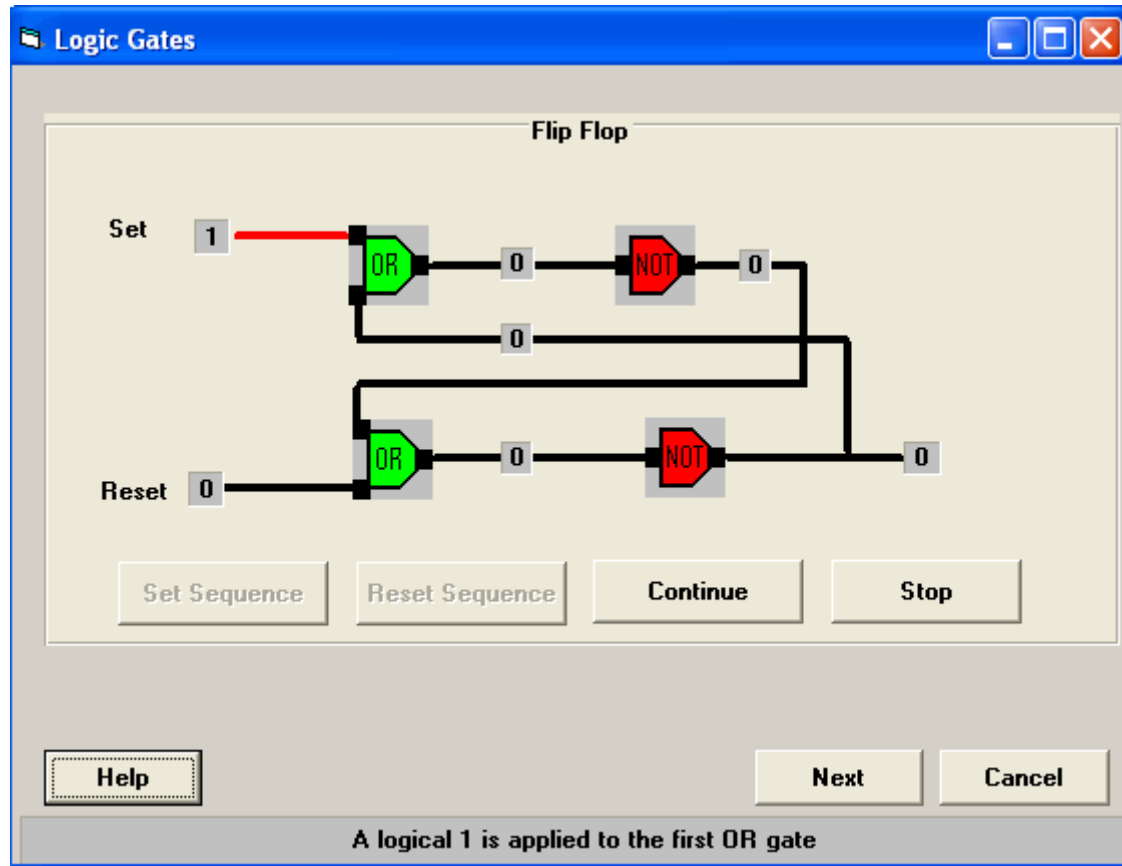 Logic Gates
Flip Flop
Set 1
OR 0 NOT 0
0
OR 0 NOT 0
Reset 0
Set Sequence Reset Sequence Continue Stop
Help Next Cancel
A logical 1 is applied to the first OR gate